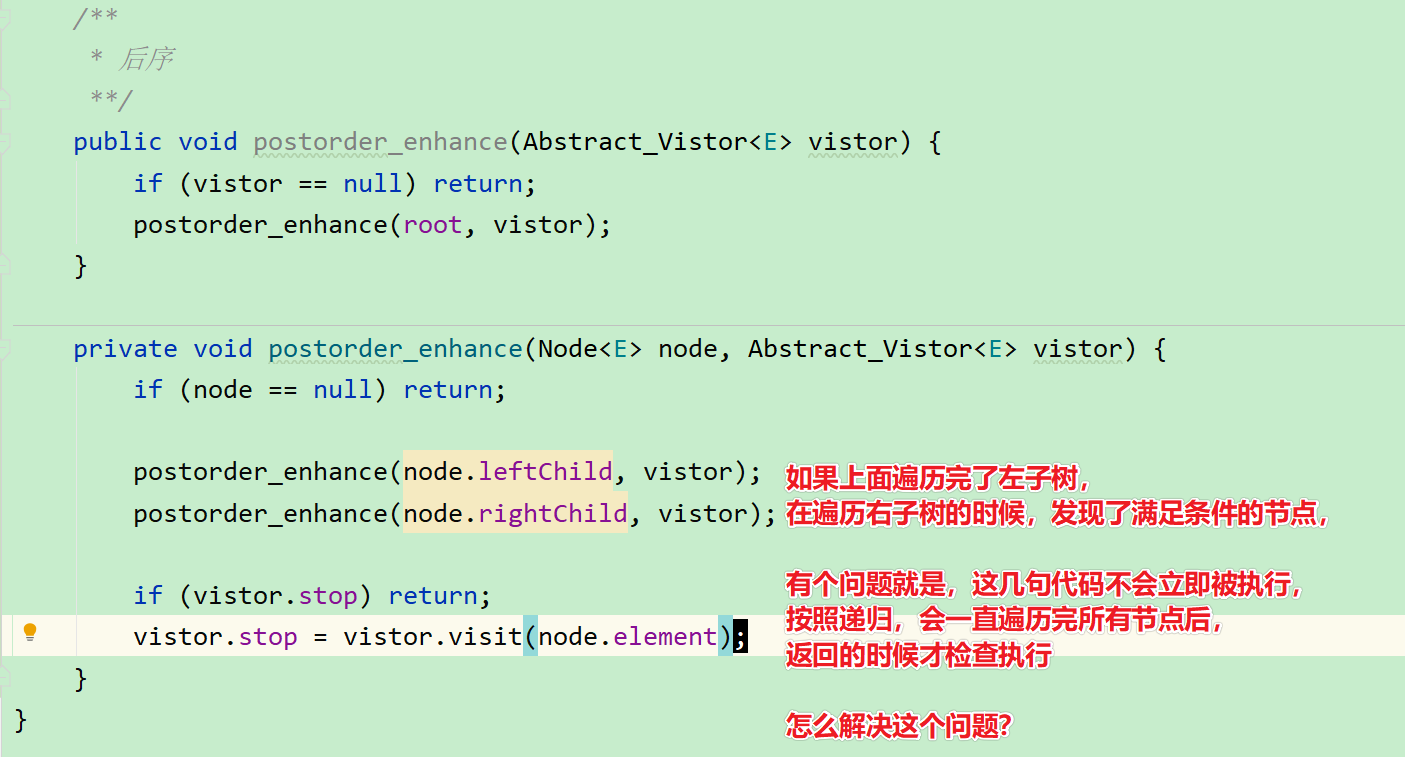 /**
* 后序
**/
public void postorder_enhance(Abstract_Vistor<E> vistor) {
if (vistor == null) return;
postorder_enhance(root, vistor);
}
private void postorder_enhance(Node<E> node, Abstract_Vistor<E> vistor) {
if (node == null) return;
postorder_enhance(node.leftChild, vistor); 如果上面遍历完了左子树，
postorder_enhance(node.rightChild, vistor); 在遍历右子树的时候，发现了满足条件的节点，
有个问题就是，这几句代码不会立即被执行，
if (vistor.stop) return;
按照递归，会一直遍历完所有节点后，
vistor.stop = vistor.visit(node.element);
返回的时候才检查执行
}
}
怎么解决这个问题？